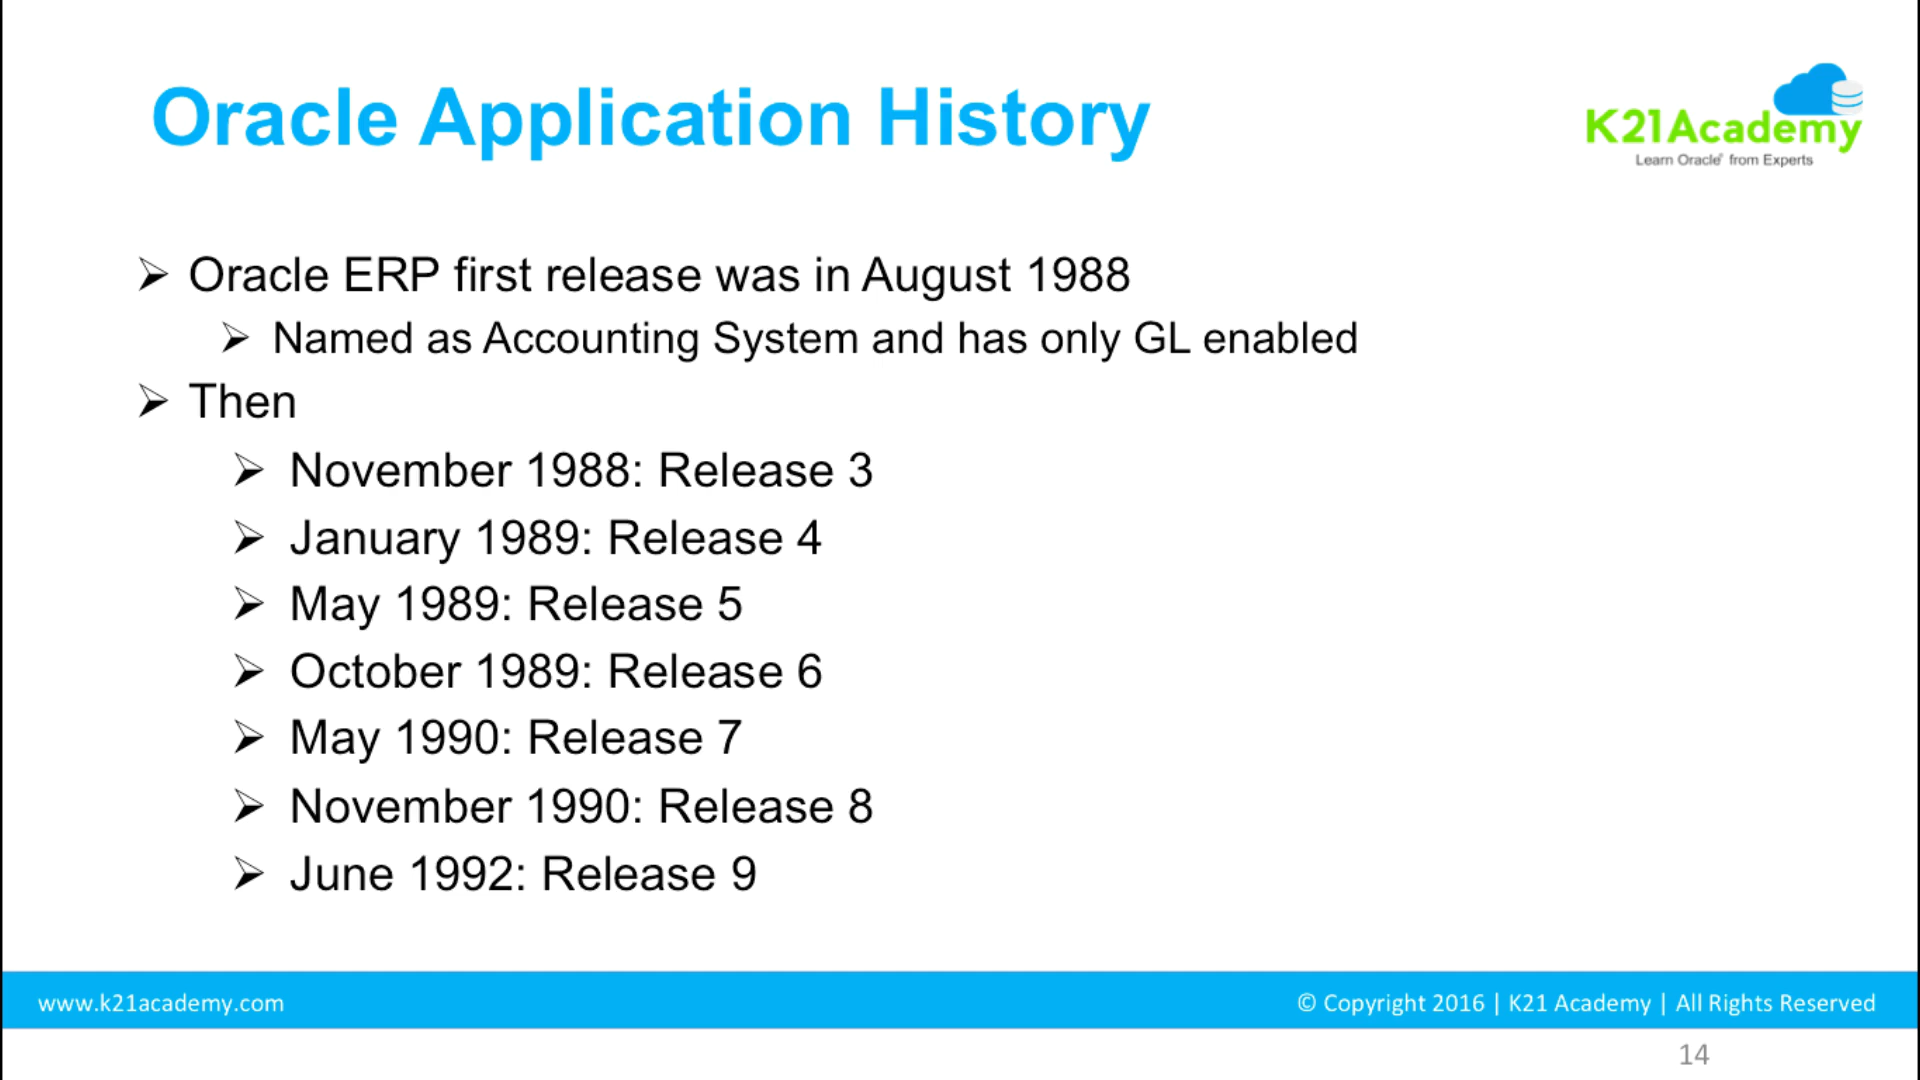 Oracle Application History
K21Academy
Learn Oracle® from Experts
➢ Oracle ERP first release was in August 1988
➢ Named as Accounting System and has only GL enabled
➢ Then
➢ November 1988: Release 3
➢ January 1989: Release 4
➢ May 1989: Release 5
➢ October 1989: Release 6
➢ May 1990: Release 7
➢ November 1990: Release 8
➢ June 1992: Release 9
www.k21academy.com
© Copyright 2016 | K21 Academy | All Rights Reserved
14